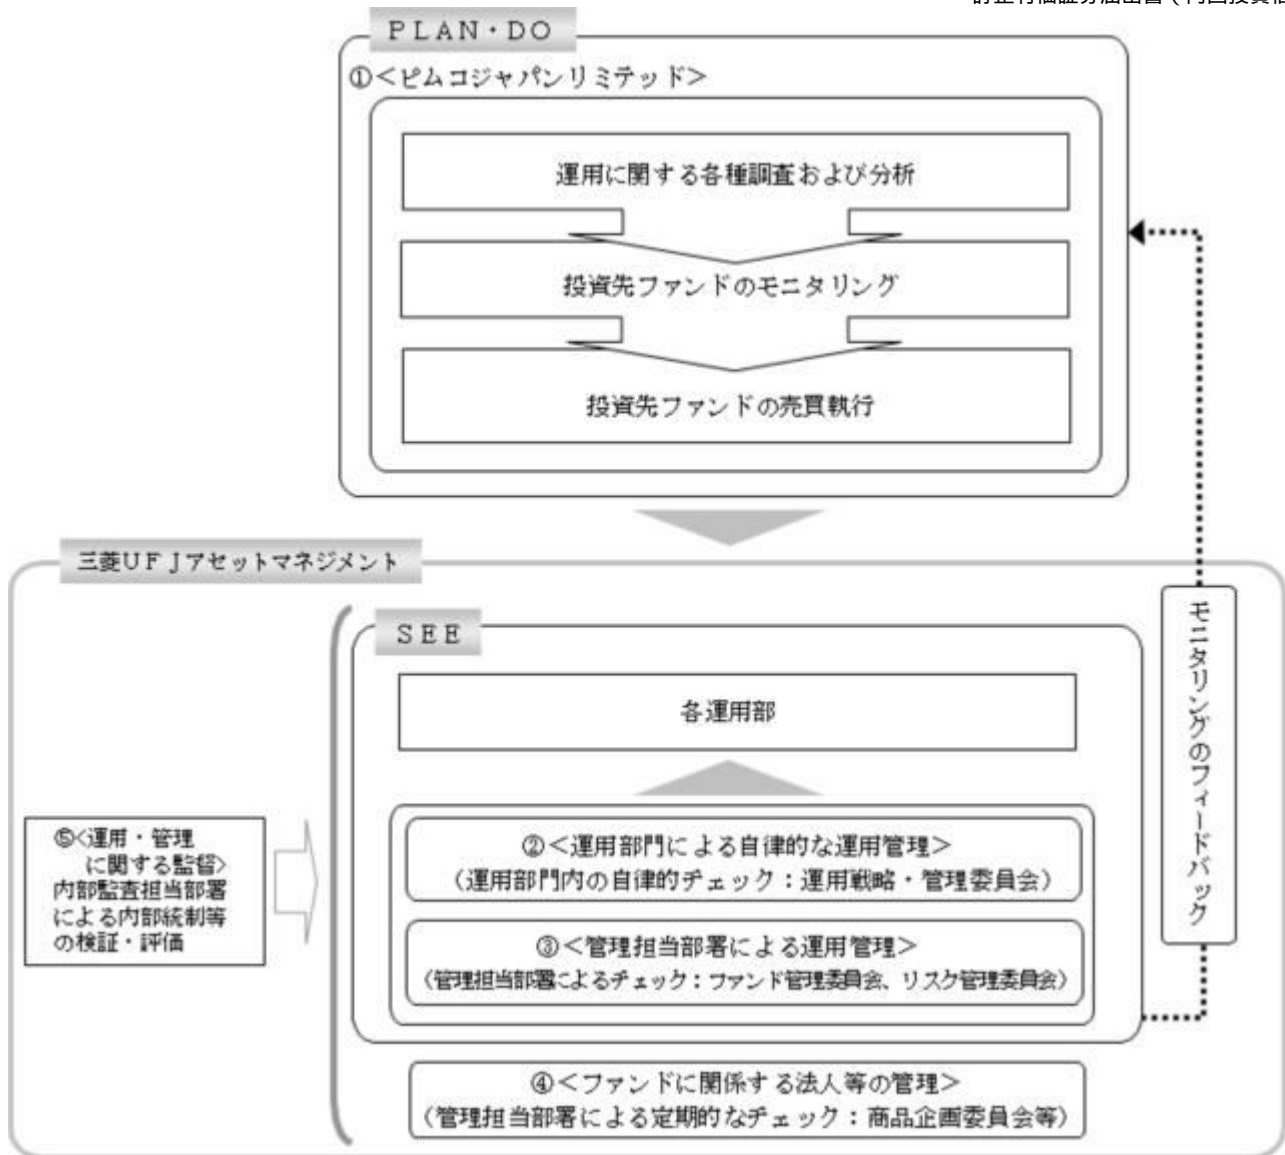 ＰＬＡＮ・ＤＯ
①＜ピムコジャパンリミテッド＞
運用に関する各種調査および分析
投資先ファンドのモニタリング
投資先ファンドの売買執行
三菱ＵＦＪアセットマネジメント
ＳＥＥ
各運用部
モニタリングのフィードバック
⑤<運用・管理
に関する監督>
内部監査担当部署
による内部統制等
の検証・評価
②＜運用部門による自律的な運用管理＞
（運用部門内の自律的チェック：運用戦略・管理委員会）
③＜管理担当部署による運用管理＞
（管理担当部署によるチェック：ファンド管理委員会、リスク管理委員会）
④＜ファンドに関係する法人等の管理＞
（管理担当部署による定期的なチェック：商品企画委員会等）